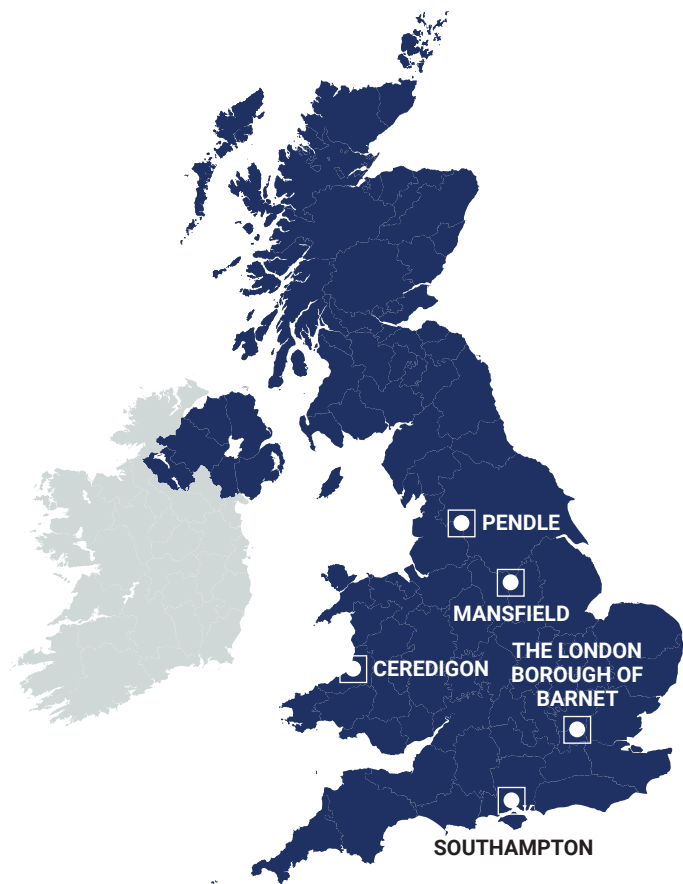 PENDLE
MANSFIELD
THE LONDON
BOROUGH OF
BARNET
CEREDIGON
SOUTHAMPTON